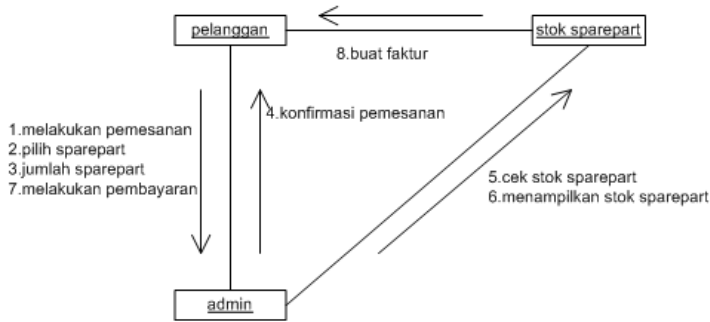 pelanggan
stok sparepart
8.buat faktur
4.konfirmasi pemesanan
1.melakukan pemesanan
2.pilih sparepart
3.jumlah sparepart
7.melakukan pembayaran
5.cek stok sparepart
6.menampilkan stok sparepart
admin